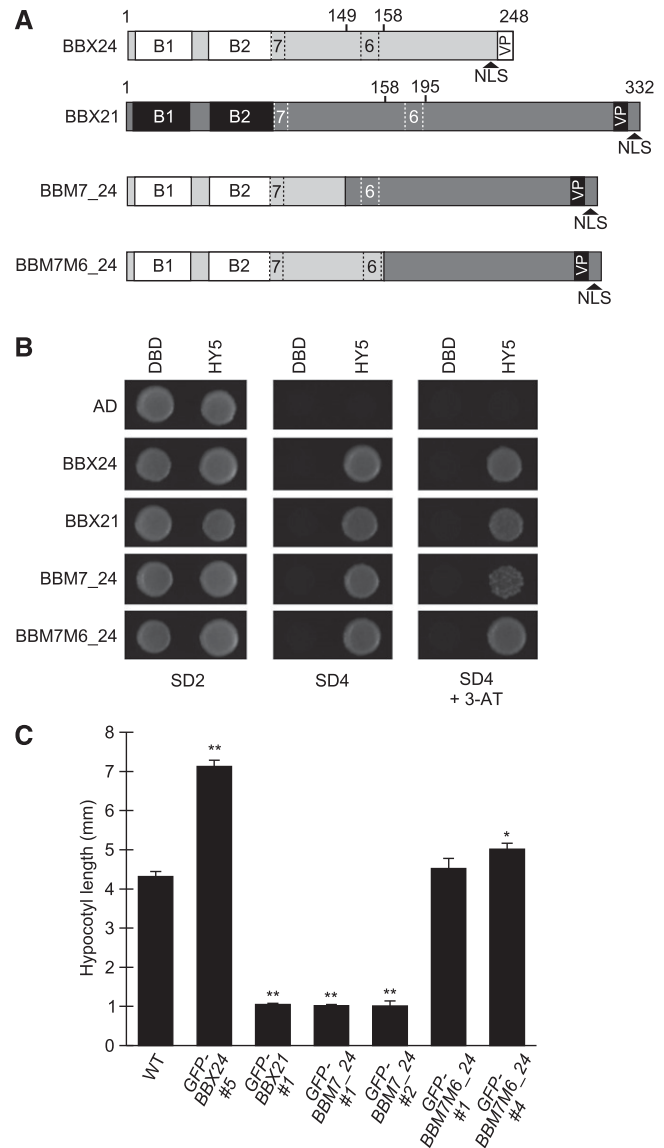 A
1 149 158 248
BBX24 B1 B2 7 6 VP
NLS
1 158 195 332
BBX21 B1 B2 7 6 VP
NLS
BBM7_24 B1 B2 7 6 VP
NLS
BBM7M6_24 B1 B2 7 6 VP
NLS
B
DBD HY5 DBD HY5 DBD HY5
AD
BBX24
BBX21
BBM7_24
BBM7M6_24
SD2 SD4 SD4
+ 3-AT
C
Hypocotyl length (mm)
8
7
6
5
4
3
2
1
0
** ** ** ** *
WT
GFP-
BBX24
#5
GFP-
BBX21
#1
GFP-
BBM7_24
#1
GFP-
BBM7_24
#2
GFP-
BBM7M6_24
#1
GFP-
BBM7M6_24
#4